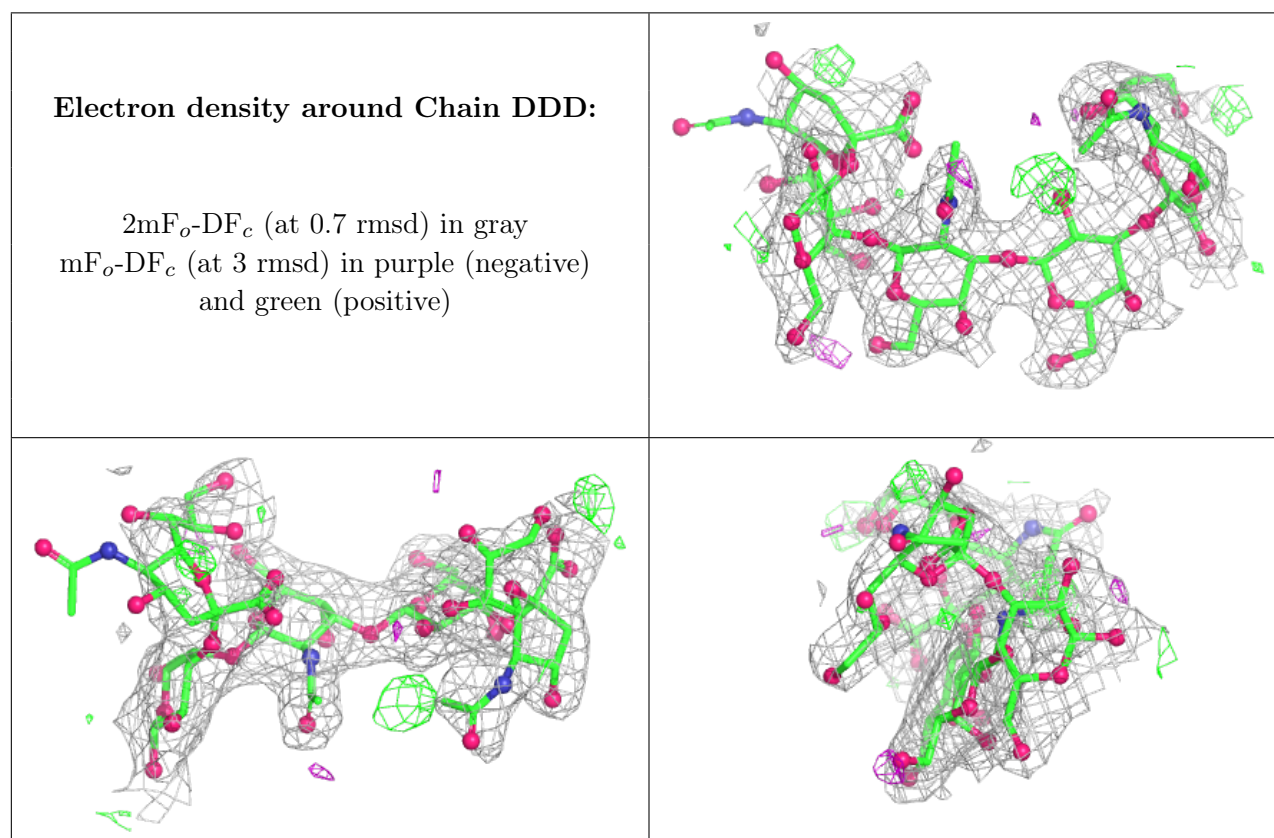 Electron density around Chain DDD:
2mFo-DFc (at 0.7 rmsd) in gray
mFo-DFc (at 3 rmsd) in purple (negative)
and green (positive)